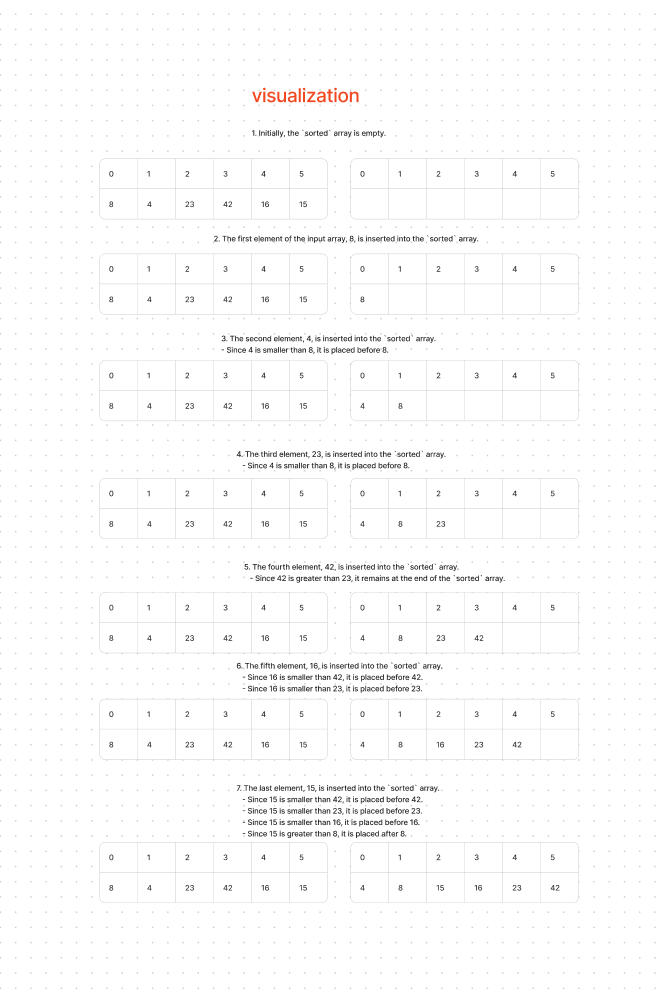 visualization
1. Initially, the `sorted` array is empty.
0 1 2 3 4 5 0 1 2 3 4 5
8 4 23 42 16 15
2. The first element of the input array, 8, is inserted into the `sorted` array.
0 1 2 3 4 5 0 1 2 3 4 5
8 4 23 42 16 15 8
3. The second element, 4, is inserted into the `sorted` array.
- Since 4 is smaller than 8, it is placed before 8.
0 1 2 3 4 5 0 1 2 3 4 5
8 4 23 42 16 15 4 8
4. The third element, 23, is inserted into the `sorted` array.
- Since 4 is smaller than 8, it is placed before 8.
0 1 2 3 4 5 0 1 2 3 4 5
8 4 23 42 16 15 4 8 23
5. The fourth element, 42, is inserted into the `sorted` array.
- Since 42 is greater than 23, it remains at the end of the `sorted` array.
0 1 2 3 4 5 0 1 2 3 4 5
8 4 23 42 16 15 4 8 23 42
6. The fifth element, 16, is inserted into the `sorted` array.
- Since 16 is smaller than 42, it is placed before 42.
- Since 16 is smaller than 23, it is placed before 23.
0 1 2 3 4 5 0 1 2 3 4 5
8 4 23 42 16 15 4 8 16 23 42
7. The last element, 15, is inserted into the `sorted` array.
- Since 15 is smaller than 42, it is placed before 42.
- Since 15 is smaller than 23, it is placed before 23.
- Since 15 is smaller than 16, it is placed before 16.
- Since 15 is greater than 8, it is placed after 8.
0 1 2 3 4 5 0 1 2 3 4 5
8 4 23 42 16 15 4 8 15 16 23 42